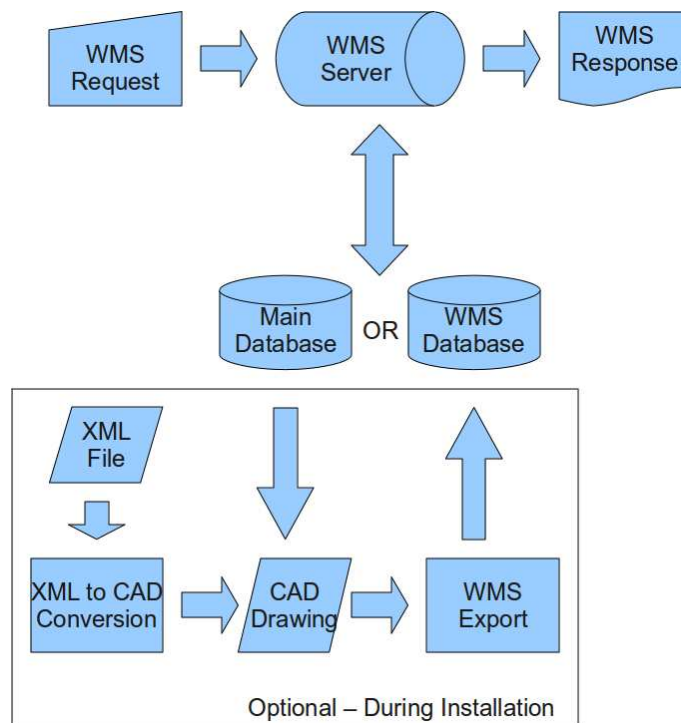 WMS
Request
WMS
Server
WMS
Response
Main
Database
OR
WMS
Database
XML
File
XML to CAD
Conversion
CAD
Drawing
WMS
Export
Optional – During Installation